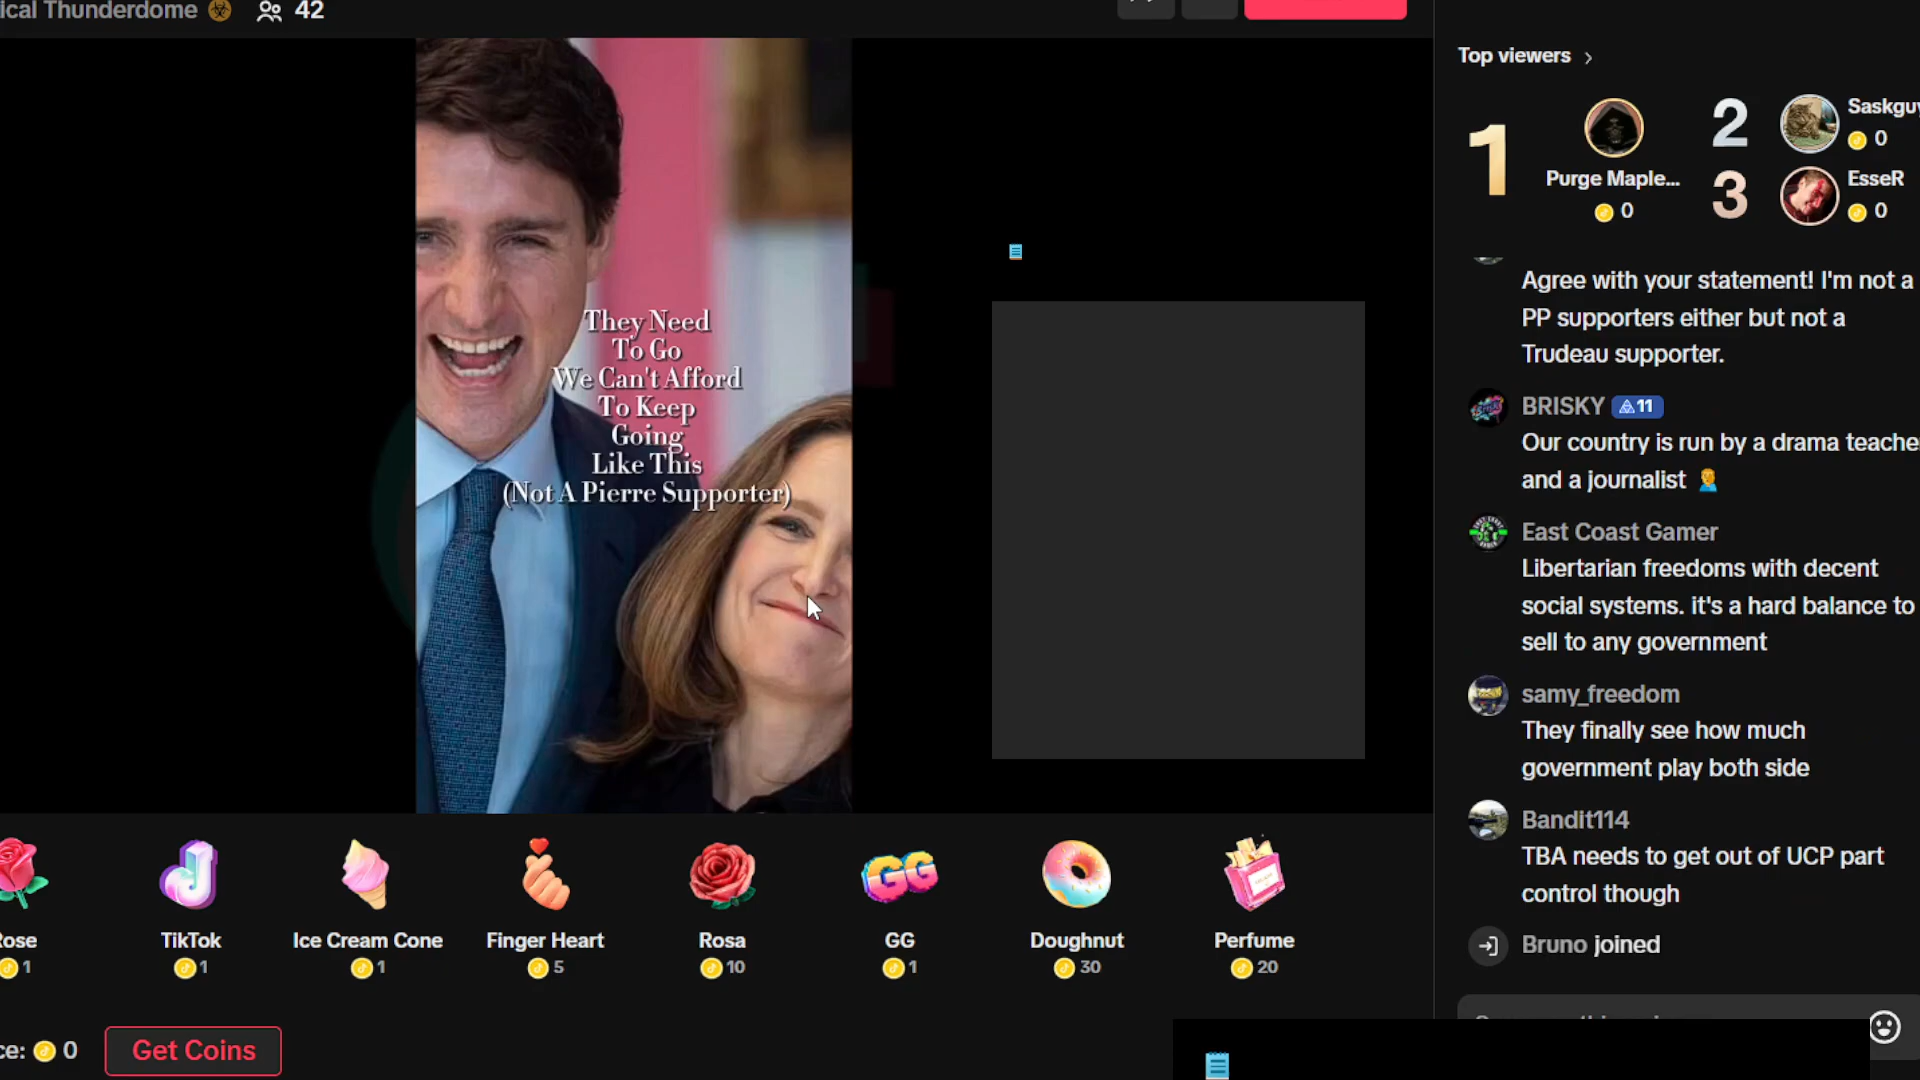 ical Thunderdome
42
They Need
To Go
We Can't Afford
To Keep
Going
Like This
(Not A Pierre Supporter)
Rose
1
TikTok
1
Ice Cream Cone
1
Finger Heart
5
Rosa
10
GG
GG
1
Doughnut
30
Perfume
20
ce: 0
Get Coins
Top viewers >
1
Purge Maple...
0
2
Saskguy
0
3
EsseR
0
Agree with your statement! I'm not a
PP supporters either but not a
Trudeau supporter.
BRISKY 11
Our country is run by a drama teacher
and a journalist
East Coast Gamer
Libertarian freedoms with decent
social systems. it's a hard balance to
sell to any government
samy_freedom
They finally see how much
government play both side
Bandit114
TBA needs to get out of UCP part
control though
Bruno joined